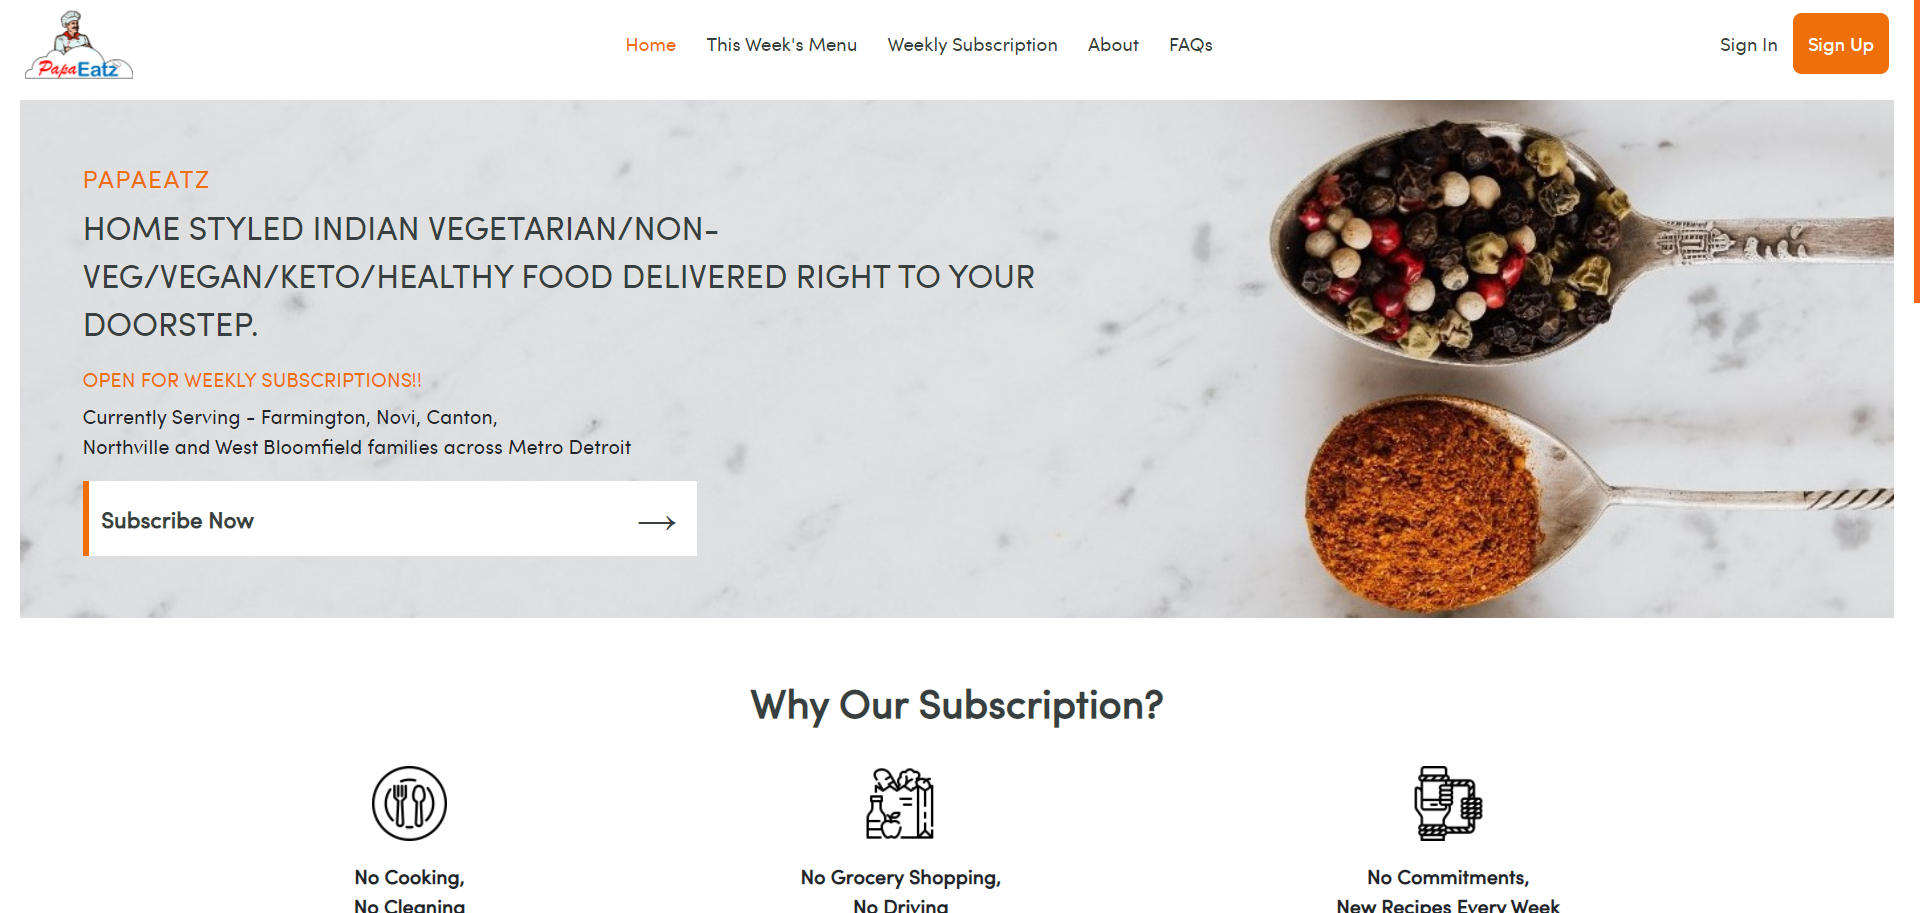 PapaEatz
Home
This Week's Menu
Weekly Subscription
About
FAQs
Sign In
Sign Up
PAPAEATZ
HOME STYLED INDIAN VEGETARIAN/NON-
VEG/VEGAN/KETO/HEALTHY FOOD DELIVERED RIGHT TO YOUR
DOORSTEP.
OPEN FOR WEEKLY SUBSCRIPTIONS!!
Currently Serving - Farmington, Novi, Canton,
Northville and West Bloomfield families across Metro Detroit
Subscribe Now
Why Our Subscription?
No Cooking,
No Cleaning
No Grocery Shopping,
No Driving
No Commitments,
New Recipes Every Week